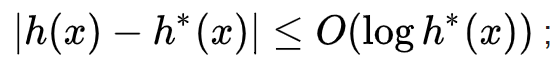 |h(x) − h*(x)| ≤ O(log h*(x)) ;